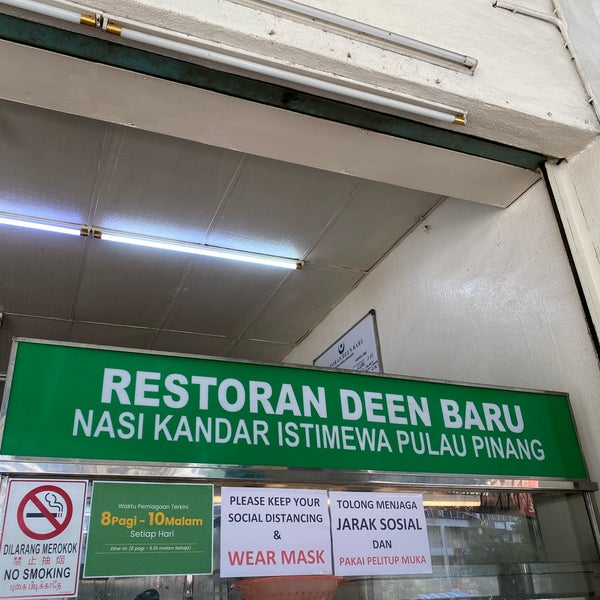 RESTORAN DEEN BARU
NASI KANDAR ISTIMEWA PULAU PINANG
DILARANG MEROKOK
禁止抽烟
NO SMOKING
புகை பிடிக்காதீர்
Waktu Perniagaan Terkini
8Pagi - 10Malam
Setiap Hari
PLEASE KEEP YOUR
SOCIAL DISTANCING
&
WEAR MASK
TOLONG MENJAGA
JARAK SOSIAL
DAN
PAKAI PELITUP MUKA